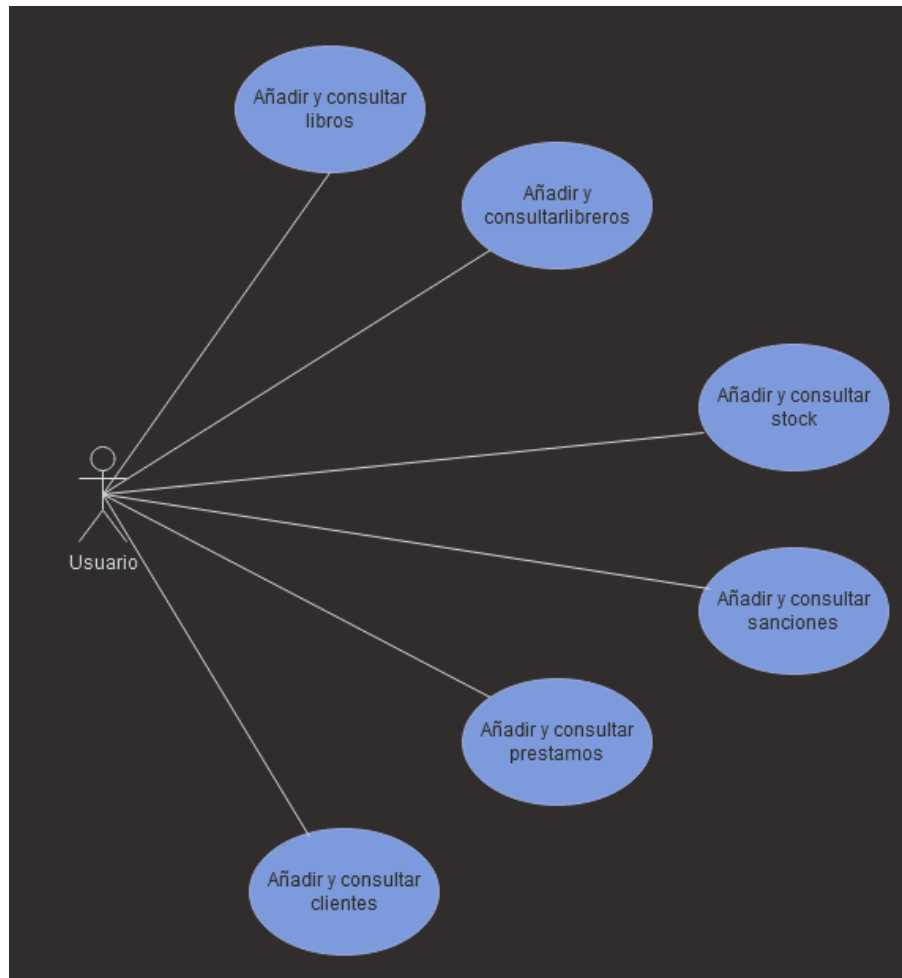 Añadir y consultar
libros
Añadir y
consultarlibreros
Añadir y consultar
stock
Usuario
Añadir y consultar
sanciones
Añadir y consultar
prestamos
Añadir y consultar
clientes